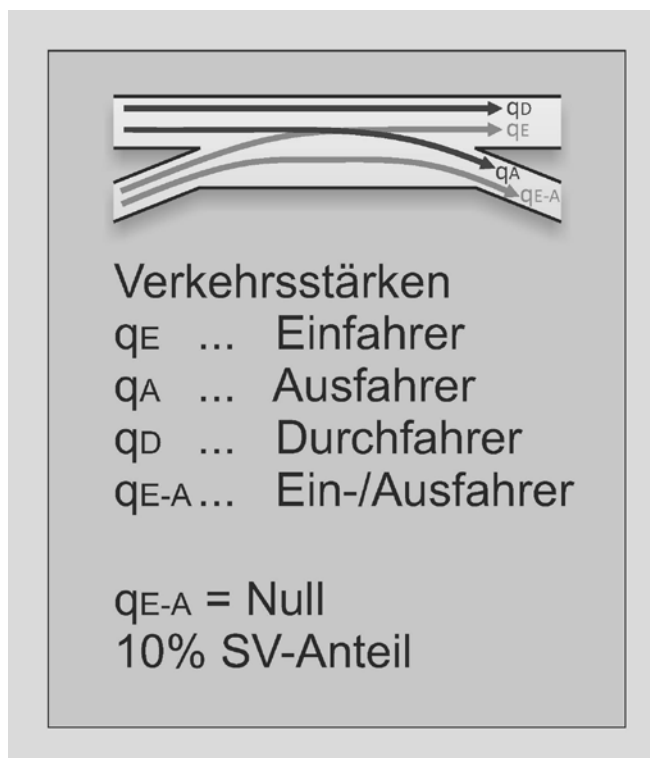 qD
qE
qA
qE-A
Verkehrsstärken
qE ... Einfahrer
qA ... Ausfahrer
qD ... Durchfahrer
qE-A... Ein-/Ausfahrer
qE-A = Null
10% SV-Anteil